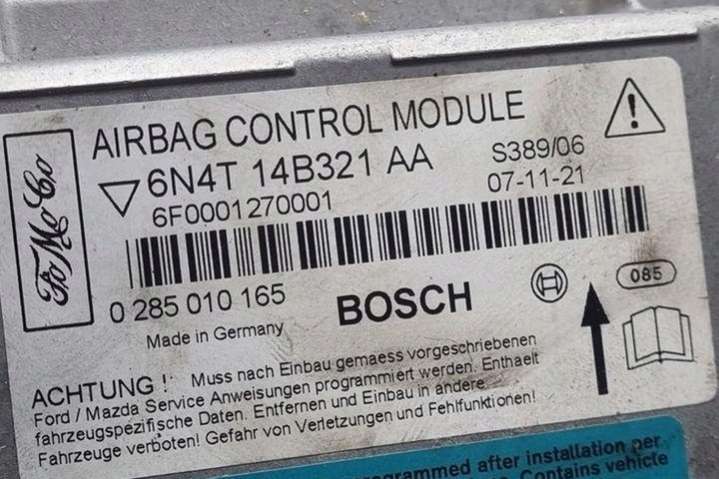 FoMoCo
AIRBAG CONTROL MODULE
6N4T 14B321 AA
S389/06
6F0001270001
07-11-21
0 285 010 165
BOSCH
085
Made in Germany
ACHTUNG ! Muss nach Einbau gemaess vorgeschriebenen
Ford / Mazda Service Anweisungen programmiert werden. Enthaelt
fahrzeugspezifische Daten. Entfernen und Einbau in andere
Fahrzeuge verboten! Gefahr von Verletzungen und Fehlfunktionen!
after installation per
Contains vehicle